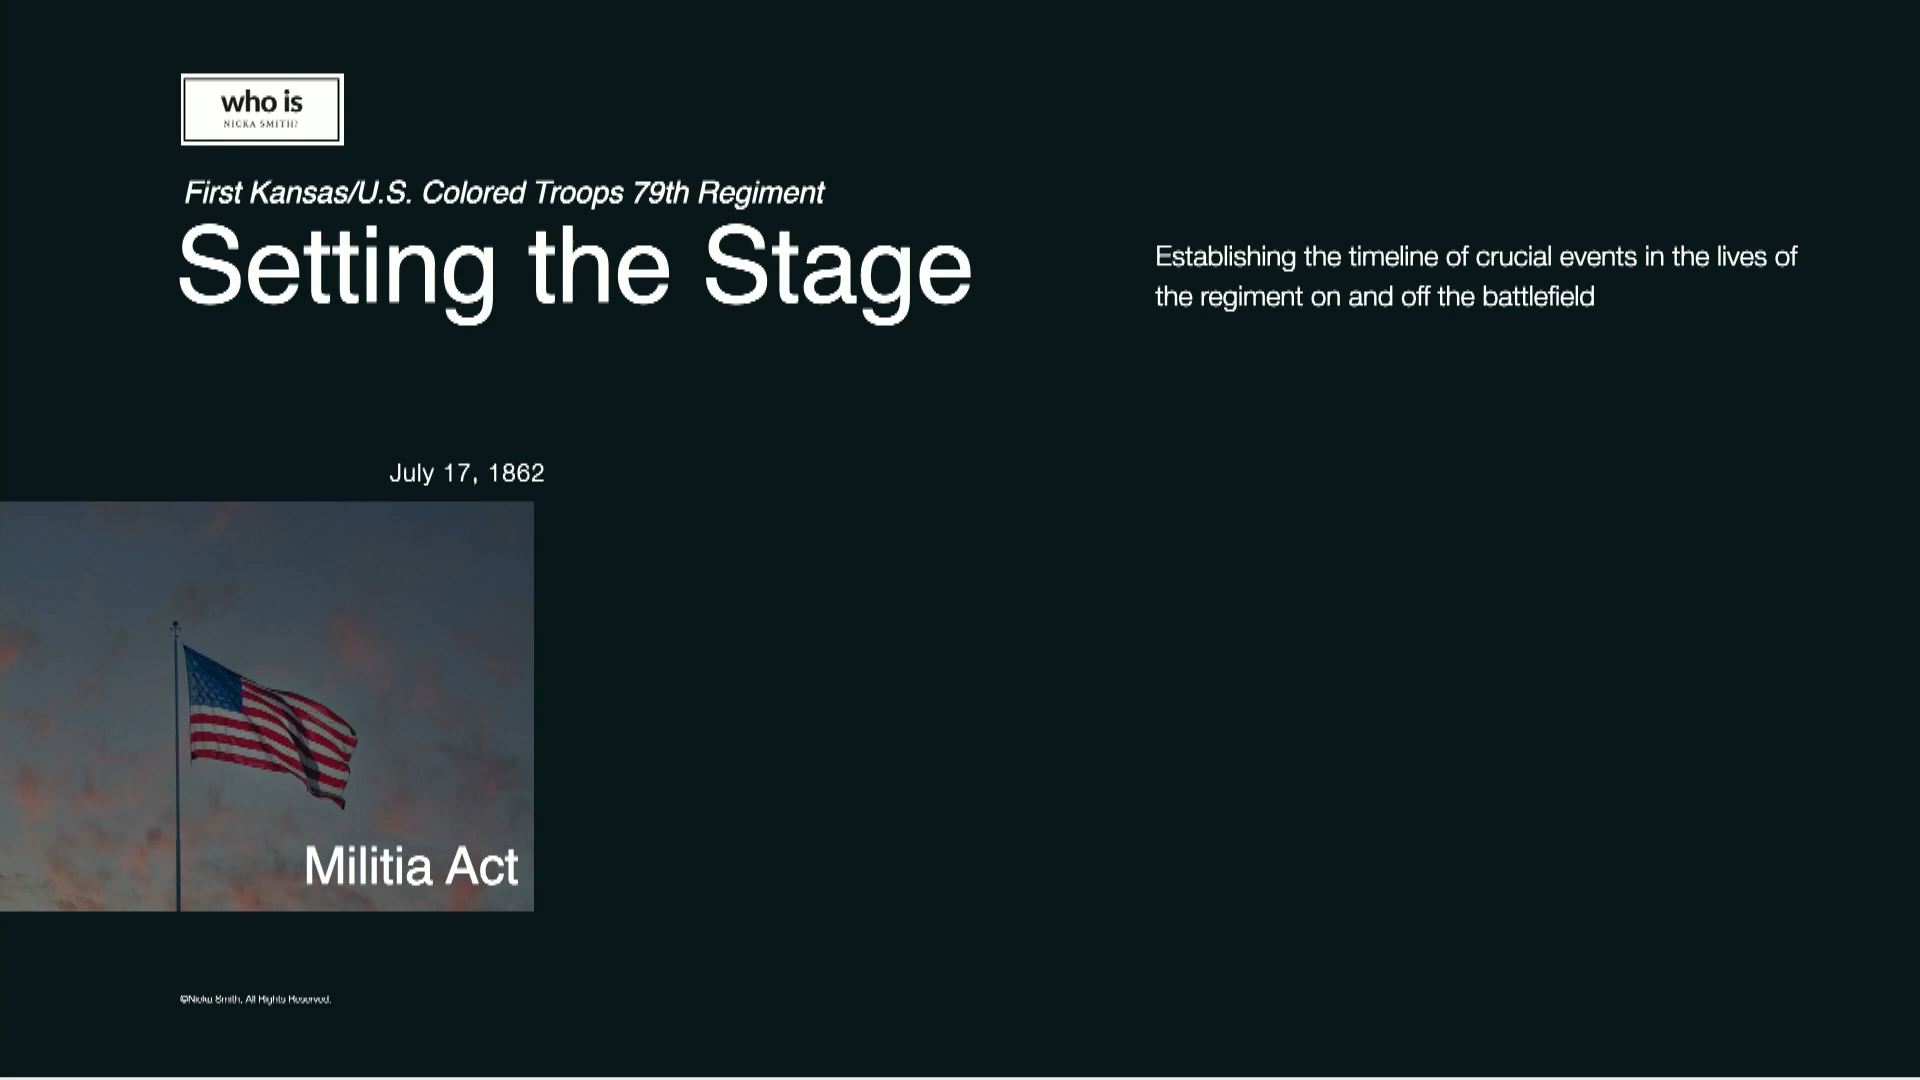 who is
NICKA SMITH?
First Kansas/U.S. Colored Troops 79th Regiment
Setting the Stage
Establishing the timeline of crucial events in the lives of
the regiment on and off the battlefield
July 17, 1862
Militia Act
©Nicka Smith, All Rights Reserved.